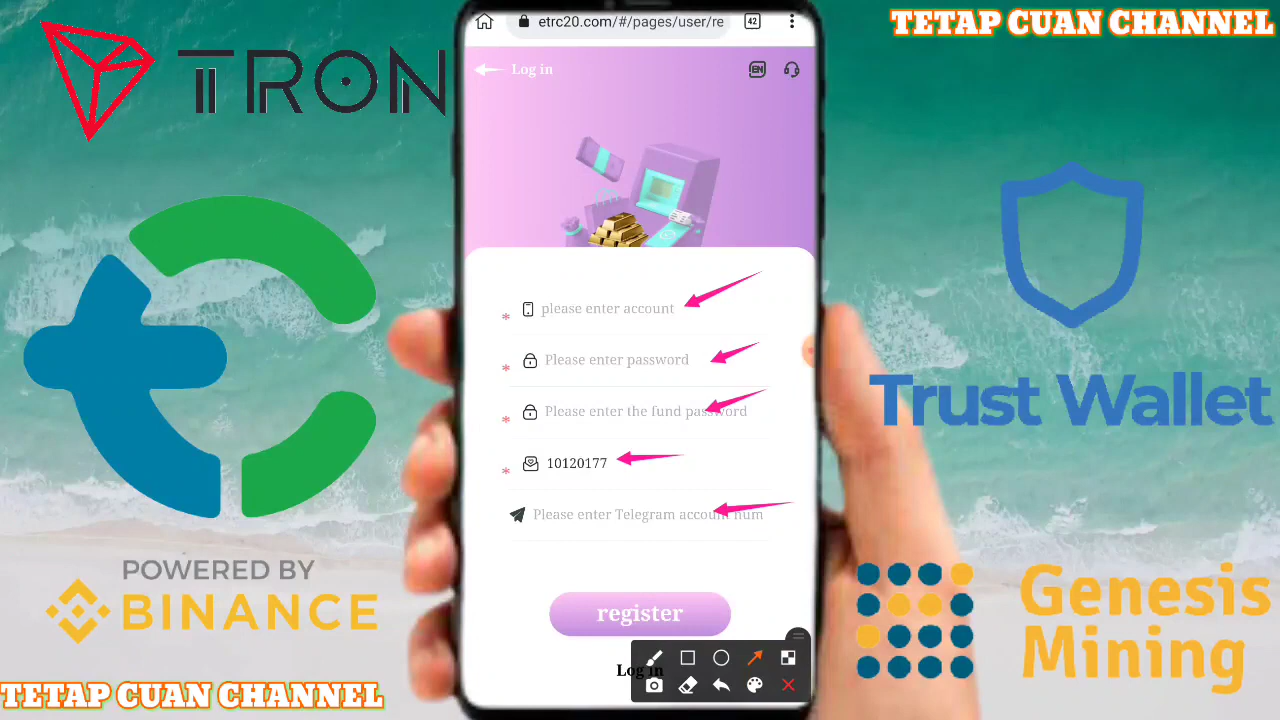 TETAP CUAN CHANNEL
TRON
etrc20.com/#/pages/user/re
42
Log in
EN
please enter account
* Please enter password
* Please enter the fund password
* 10120177
* Please enter Telegram account num
register
Log in
Trust Wallet
POWERED BY
BINANCE
Genesis
Mining
TETAP CUAN CHANNEL